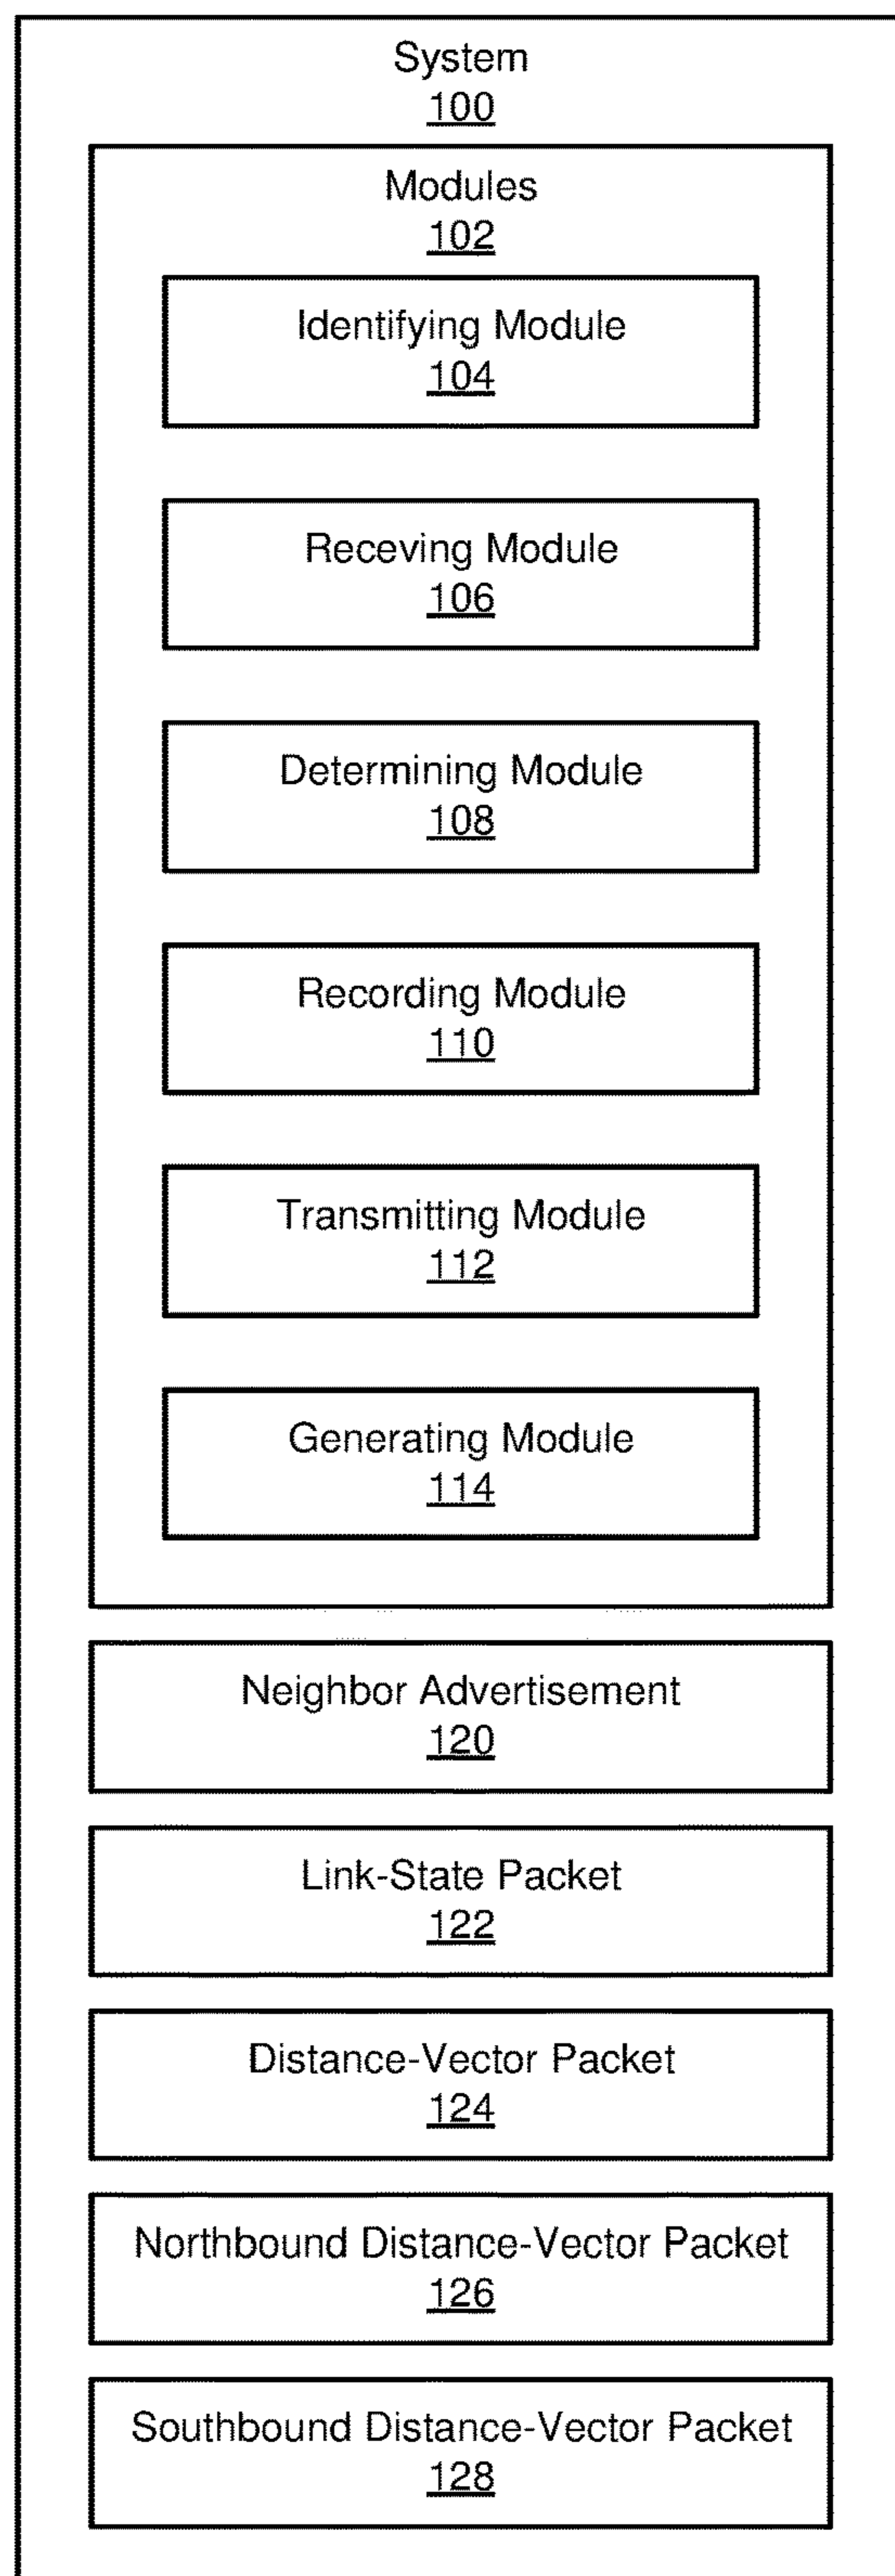 System
100
Modules
102
Identifying Module
104
Receving Module
106
Determining Module
108
Recording Module
110
Transmitting Module
112
Generating Module
114
Neighbor Advertisement
120
Link-State Packet
122
Distance-Vector Packet
124
Northbound Distance-Vector Packet
126
Southbound Distance-Vector Packet
128